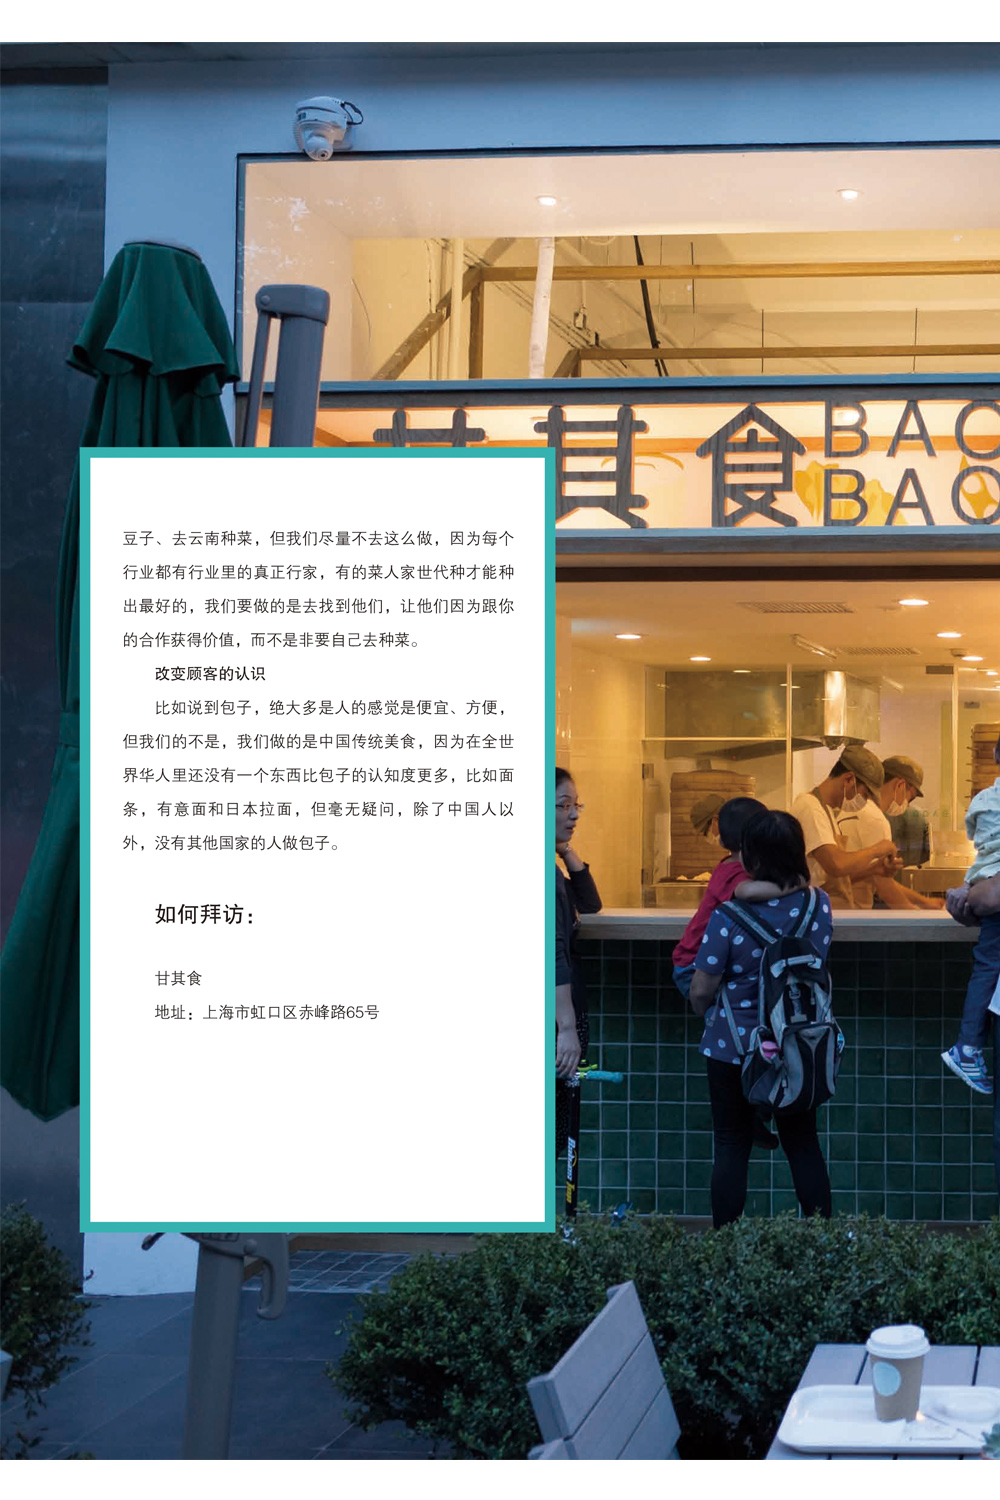 甘其食 BAO
BAO
豆子、去云南种菜，但我们尽量不去这么做，因为每个
行业都有行业里的真正行家，有的菜人家世代种才能种
出最好的，我们要做的是去找到他们，让他们因为跟你
的合作获得价值，而不是非要自己去种菜。
改变顾客的认识
比如说到包子，绝大多是人的感觉是便宜、方便，
但我们的不是，我们做的是中国传统美食，因为在全世
界华人里还没有一个东西比包子的认知度更多，比如面
条，有意面和日本拉面，但毫无疑问，除了中国人以
外，没有其他国家的人做包子。
如何拜访：
甘其食
地址：上海市虹口区赤峰路65号